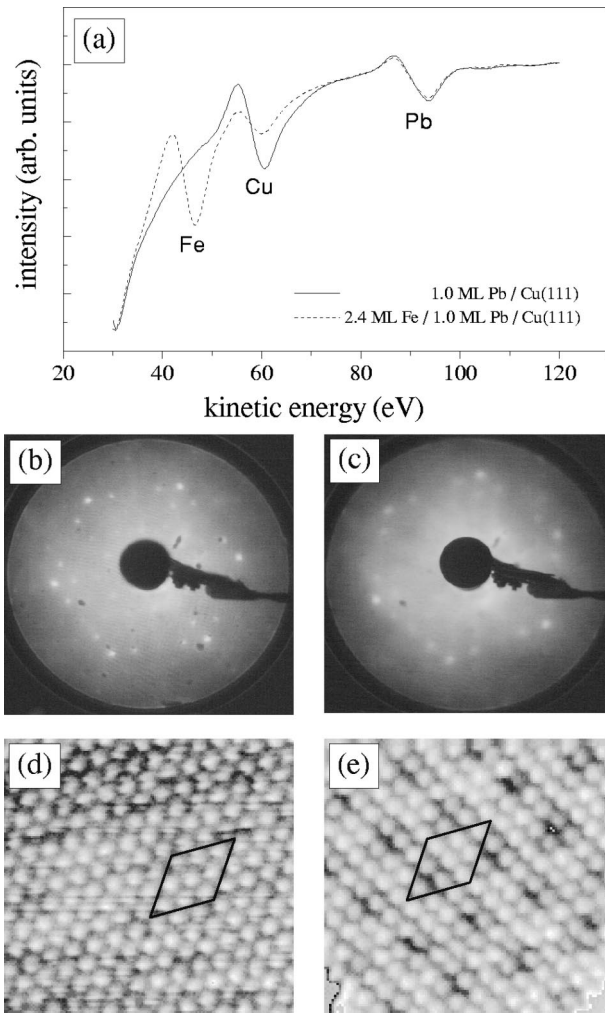 (a)
intensity (arb. units)
Pb
Cu
Fe
1.0 ML Pb / Cu(111)
2.4 ML Fe / 1.0 ML Pb / Cu(111)
20 40 60 80 100 120
kinetic energy (eV)
(b)
(c)
(d)
(e)